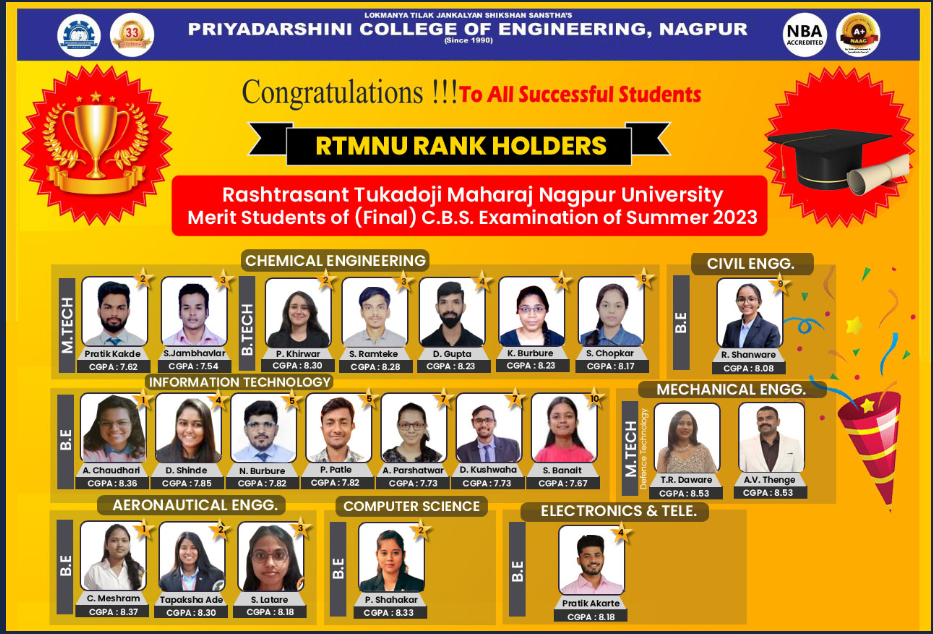 LOKMANYA TILAK JANKALYAN SHIKSHAN SANSTHA'S
PRIYADARSHINI COLLEGE OF ENGINEERING, NAGPUR
(Since 1990)
33
NBA
ACCREDITED
A+
NAAC
Congratulations !!!To All Successful Students
RTMNU RANK HOLDERS
Rashtrasant Tukadoji Maharaj Nagpur University
Merit Students of (Final) C.B.S. Examination of Summer 2023
CHEMICAL ENGINEERING
M.TECH
2
Pratik Kakde
CGPA : 7.62
3
S.Jambhavlar
CGPA : 7.54
B.TECH
2
P. Khirwar
CGPA : 8.30
3
S. Ramteke
CGPA : 8.28
4
D. Gupta
CGPA : 8.23
4
K. Burbure
CGPA : 8.23
5
S. Chopkar
CGPA : 8.17
CIVIL ENGG.
B.E
9
R. Shanware
CGPA : 8.08
INFORMATION TECHNOLOGY
B.E
1
A. Chaudhari
CGPA : 8.36
4
D. Shinde
CGPA : 7.85
5
N. Burbure
CGPA : 7.82
5
P. Patle
CGPA : 7.82
7
A. Parshatwar
CGPA : 7.73
7
D. Kushwaha
CGPA : 7.73
10
S. Banait
CGPA : 7.67
MECHANICAL ENGG.
M.TECH
Defence Technology
T.R. Daware
CGPA : 8.53
A.V. Thenge
CGPA : 8.53
AERONAUTICAL ENGG.
B.E
1
C. Meshram
CGPA : 8.37
2
Tapaksha Ade
CGPA : 8.30
3
S. Latare
CGPA : 8.18
COMPUTER SCIENCE
B.E
2
P. Shahakar
CGPA : 8.33
ELECTRONICS & TELE.
B.E
4
Pratik Akarte
CGPA : 8.18